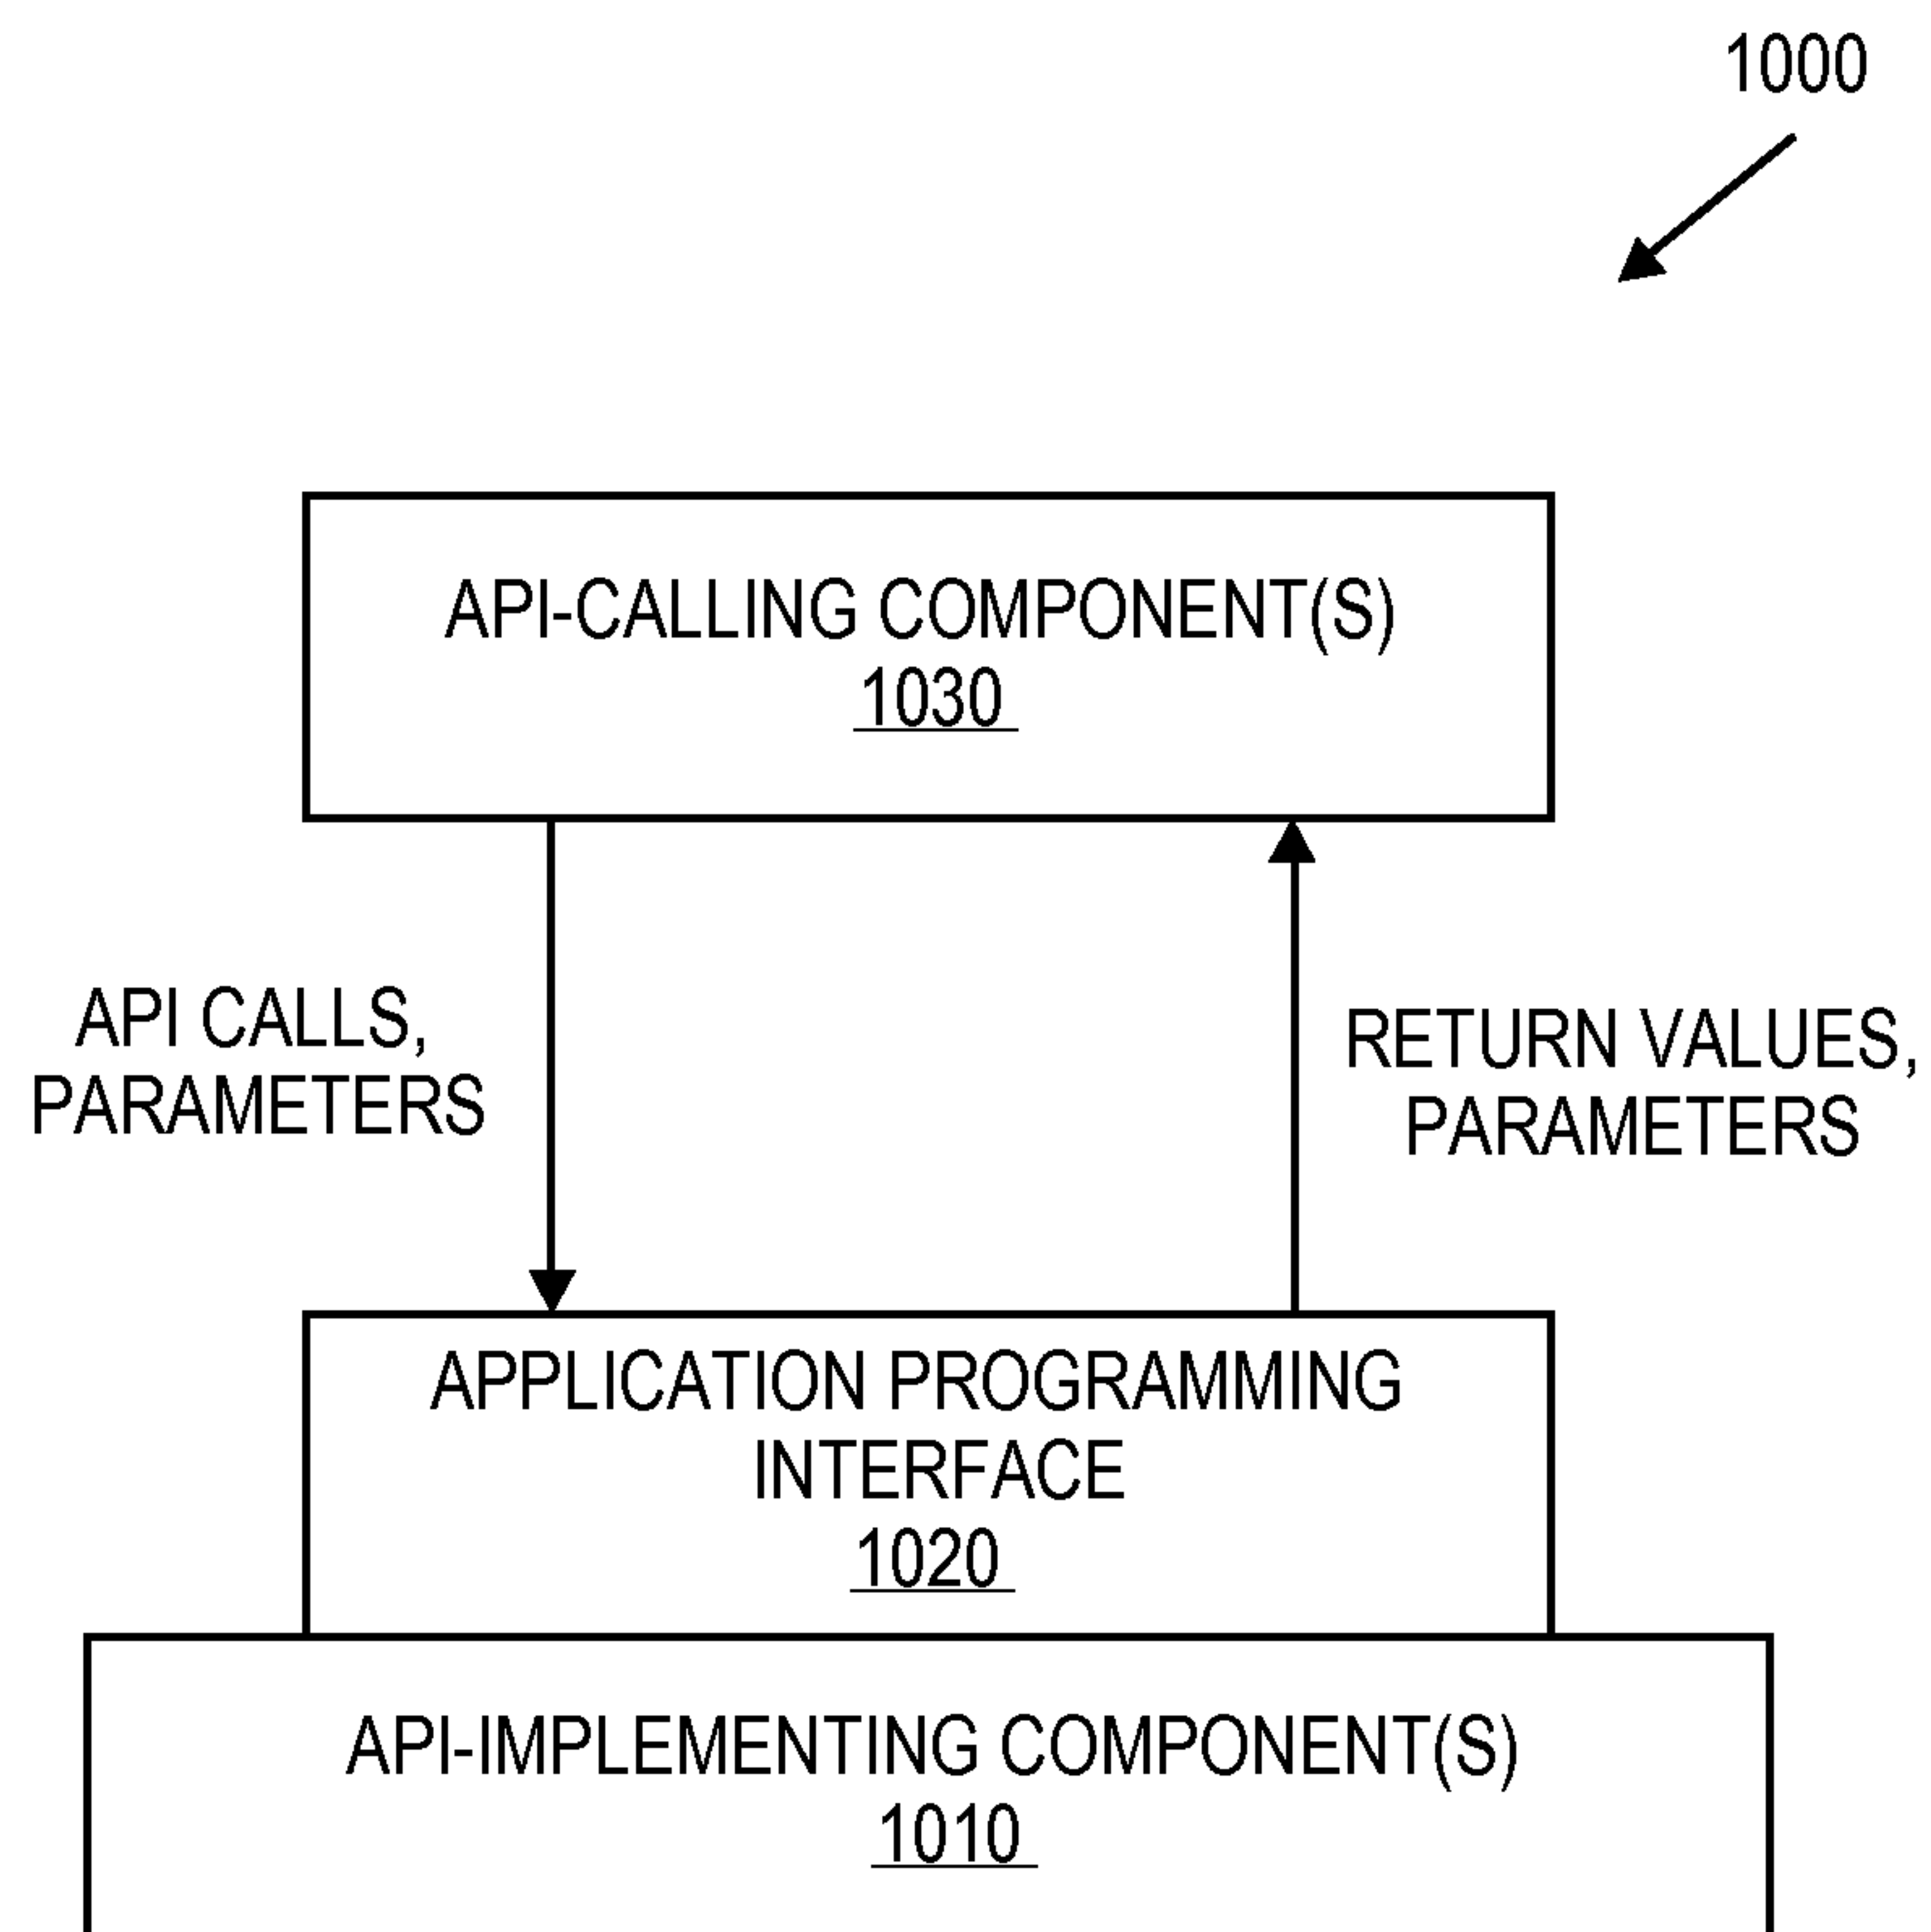 1000
API-CALLING COMPONENT(S)
1030
API CALLS,
PARAMETERS
RETURN VALUES,
PARAMETERS
APPLICATION PROGRAMMING
INTERFACE
1020
API-IMPLEMENTING COMPONENT(S)
1010